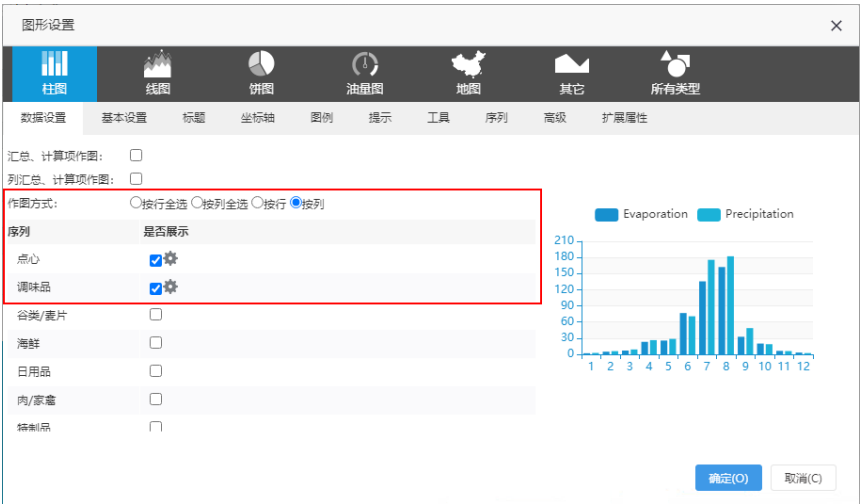 图形设置
柱图 线图 饼图 油量图 地图 其它 所有类型
数据设置 基本设置 标题 坐标轴 图例 提示 工具 序列 高级 扩展属性
汇总、计算项作图：
列汇总、计算项作图：
作图方式： 按行全选 按列全选 按行 按列
序列 是否展示
点心
调味品
谷类/麦片
海鲜
日用品
肉/家禽
特制品
Evaporation Precipitation
210
180
150
120
90
60
30
0
1 2 3 4 5 6 7 8 9 10 11 12
确定(O) 取消(C)